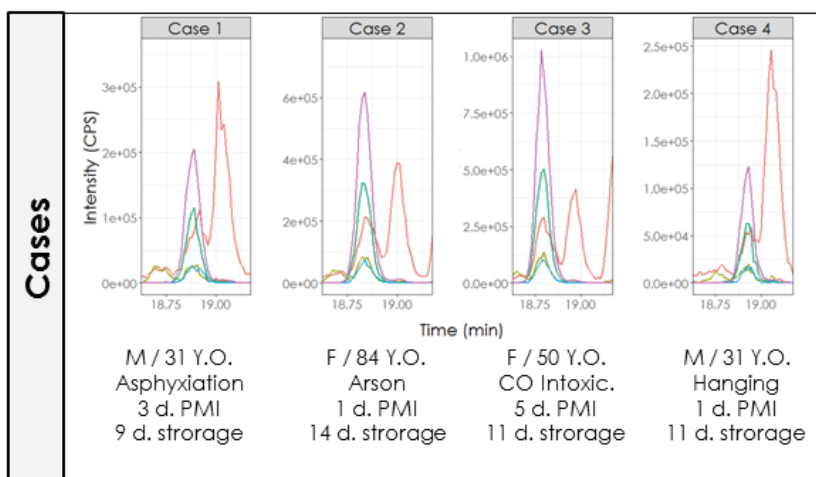 Cases
Case 1
Case 2
Case 3
Case 4
Intensity (CPS)
3e+05
2e+05
1e+05
0e+00
6e+05
4e+05
2e+05
0e+00
1.0e+06
7.5e+05
5.0e+05
2.5e+05
0.0e+00
2.5e+05
2.0e+05
1.5e+05
1.0e+05
5.0e+04
0.0e+00
18.75 19.00
18.75 19.00
18.75 19.00
18.75 19.00
Time (min)
M / 31 Y.O.
Asphyxiation
3 d. PMI
9 d. strorage
F / 84 Y.O.
Arson
1 d. PMI
14 d. strorage
F / 50 Y.O.
CO Intoxic.
5 d. PMI
11 d. strorage
M / 31 Y.O.
Hanging
1 d. PMI
11 d. strorage